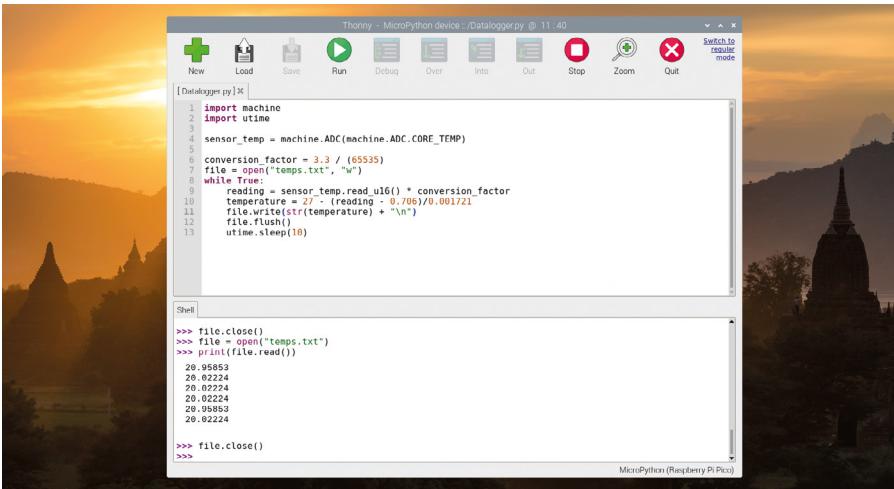 Thonny - MicroPython device :: /Datalogger.py @ 11 : 40
New Load Save Run Debug Over Into Out Stop Zoom Quit
Switch to
regular
mode
[ Datalogger.py ]
1 import machine
2 import utime
3
4 sensor_temp = machine.ADC(machine.ADC.CORE_TEMP)
5
6 conversion_factor = 3.3 / (65535)
7 file = open("temps.txt", "w")
8 while True:
9     reading = sensor_temp.read_u16() * conversion_factor
10     temperature = 27 - (reading - 0.706)/0.001721
11     file.write(str(temperature) + "\n")
12     file.flush()
13     utime.sleep(10)
Shell
>>> file.close()
>>> file = open("temps.txt")
>>> print(file.read())
20.95853
20.02224
20.02224
20.02224
20.95853
20.02224
>>> file.close()
>>>
MicroPython (Raspberry Pi Pico)